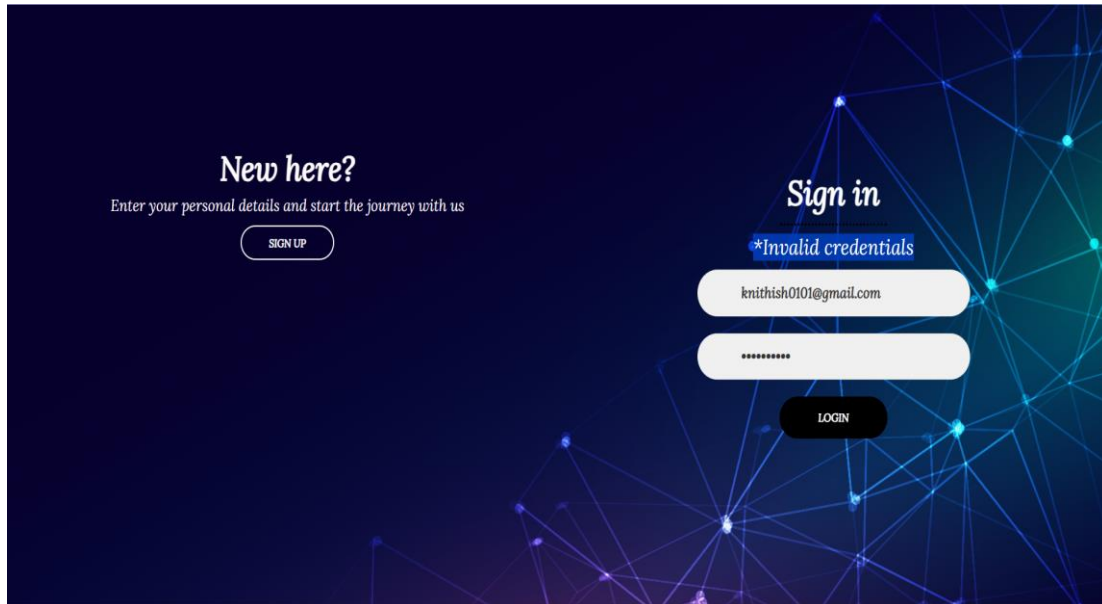 New here?
Enter your personal details and start the journey with us
SIGN UP
Sign in
*Invalid credentials
knithish0101@gmail.com
••••••••••
LOGIN